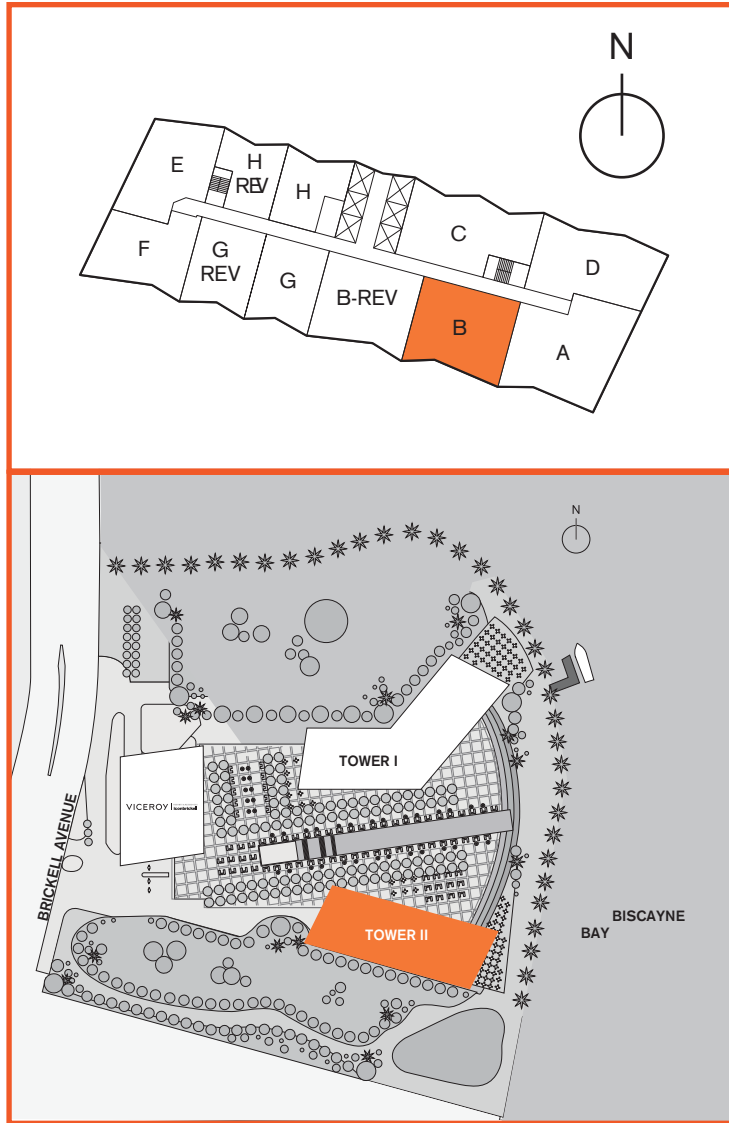 N
E
H
REV
H
C
D
F
G
REV
G
B-REV
B
A
N
TOWER I
VICEROY
BRICKELL AVENUE
TOWER II
BISCAYNE
BAY